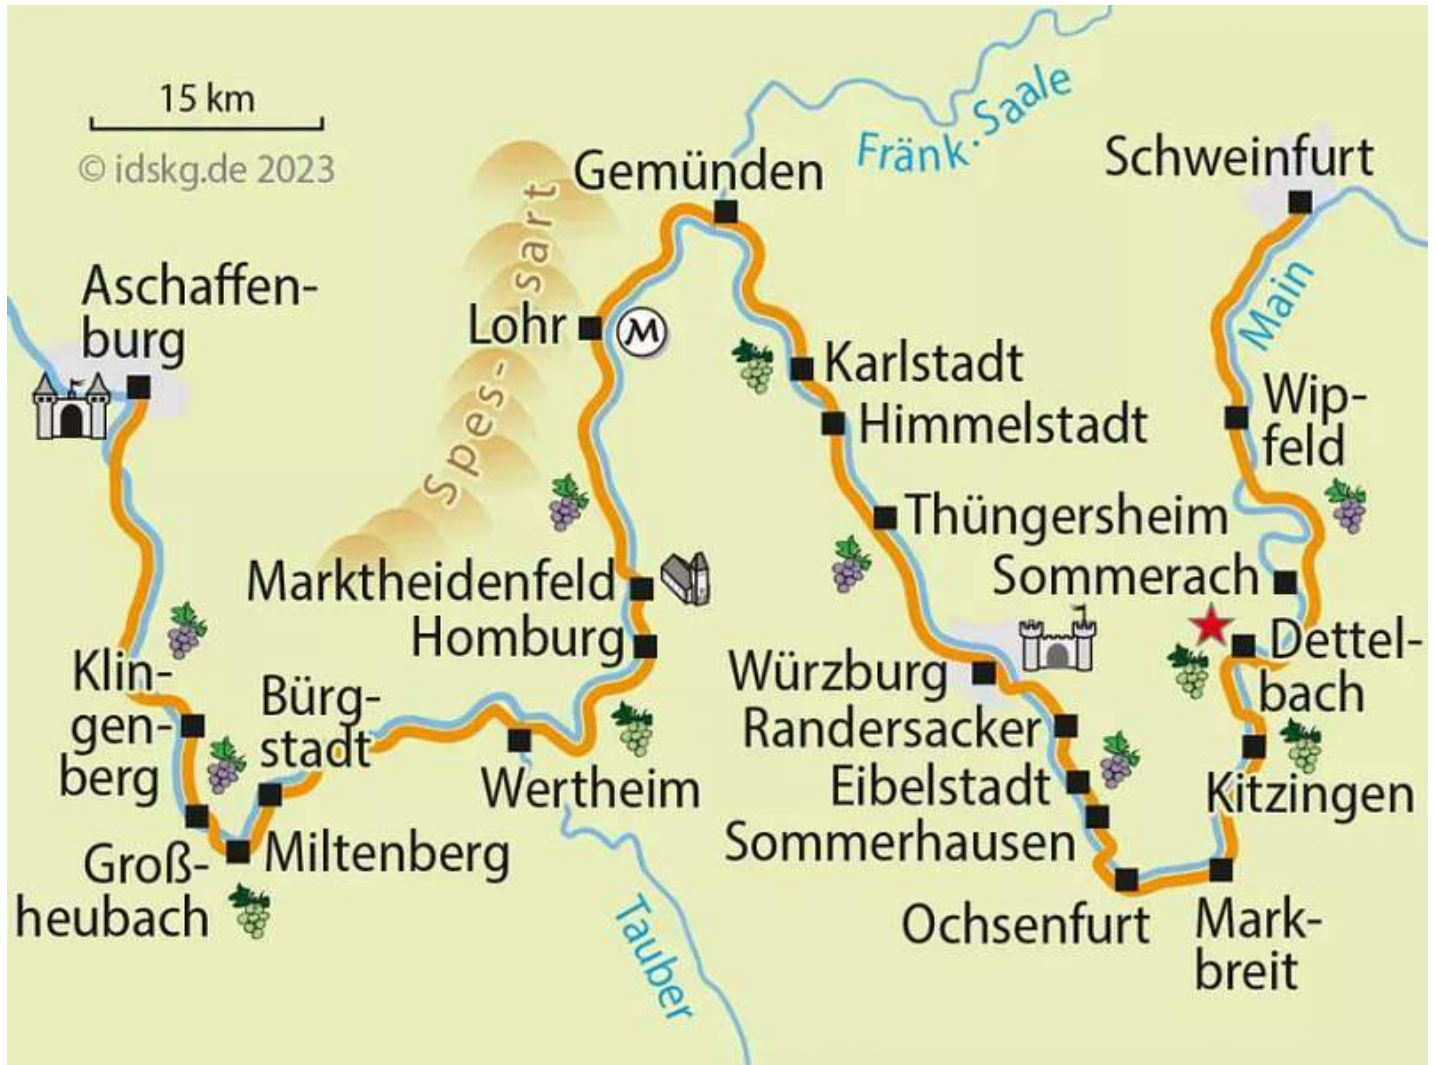 15 km
© idskg.de 2023
Fränk. Saale
Gemünden
Schweinfurt
Spes-
sart
Aschaffen-
burg
Main
Lohr
M
Karlstadt
Wip-
feld
Himmelstadt
Thüngersheim
Marktheidenfeld
Sommerach
Homburg
Dettel-
bach
Klin-
gen-
berg
Bürg-
stadt
Würzburg
Randersacker
Wertheim
Eibelstadt
Kitzingen
Sommerhausen
Groß-
heubach
Miltenberg
Ochsenfurt
Mark-
breit
Tauber